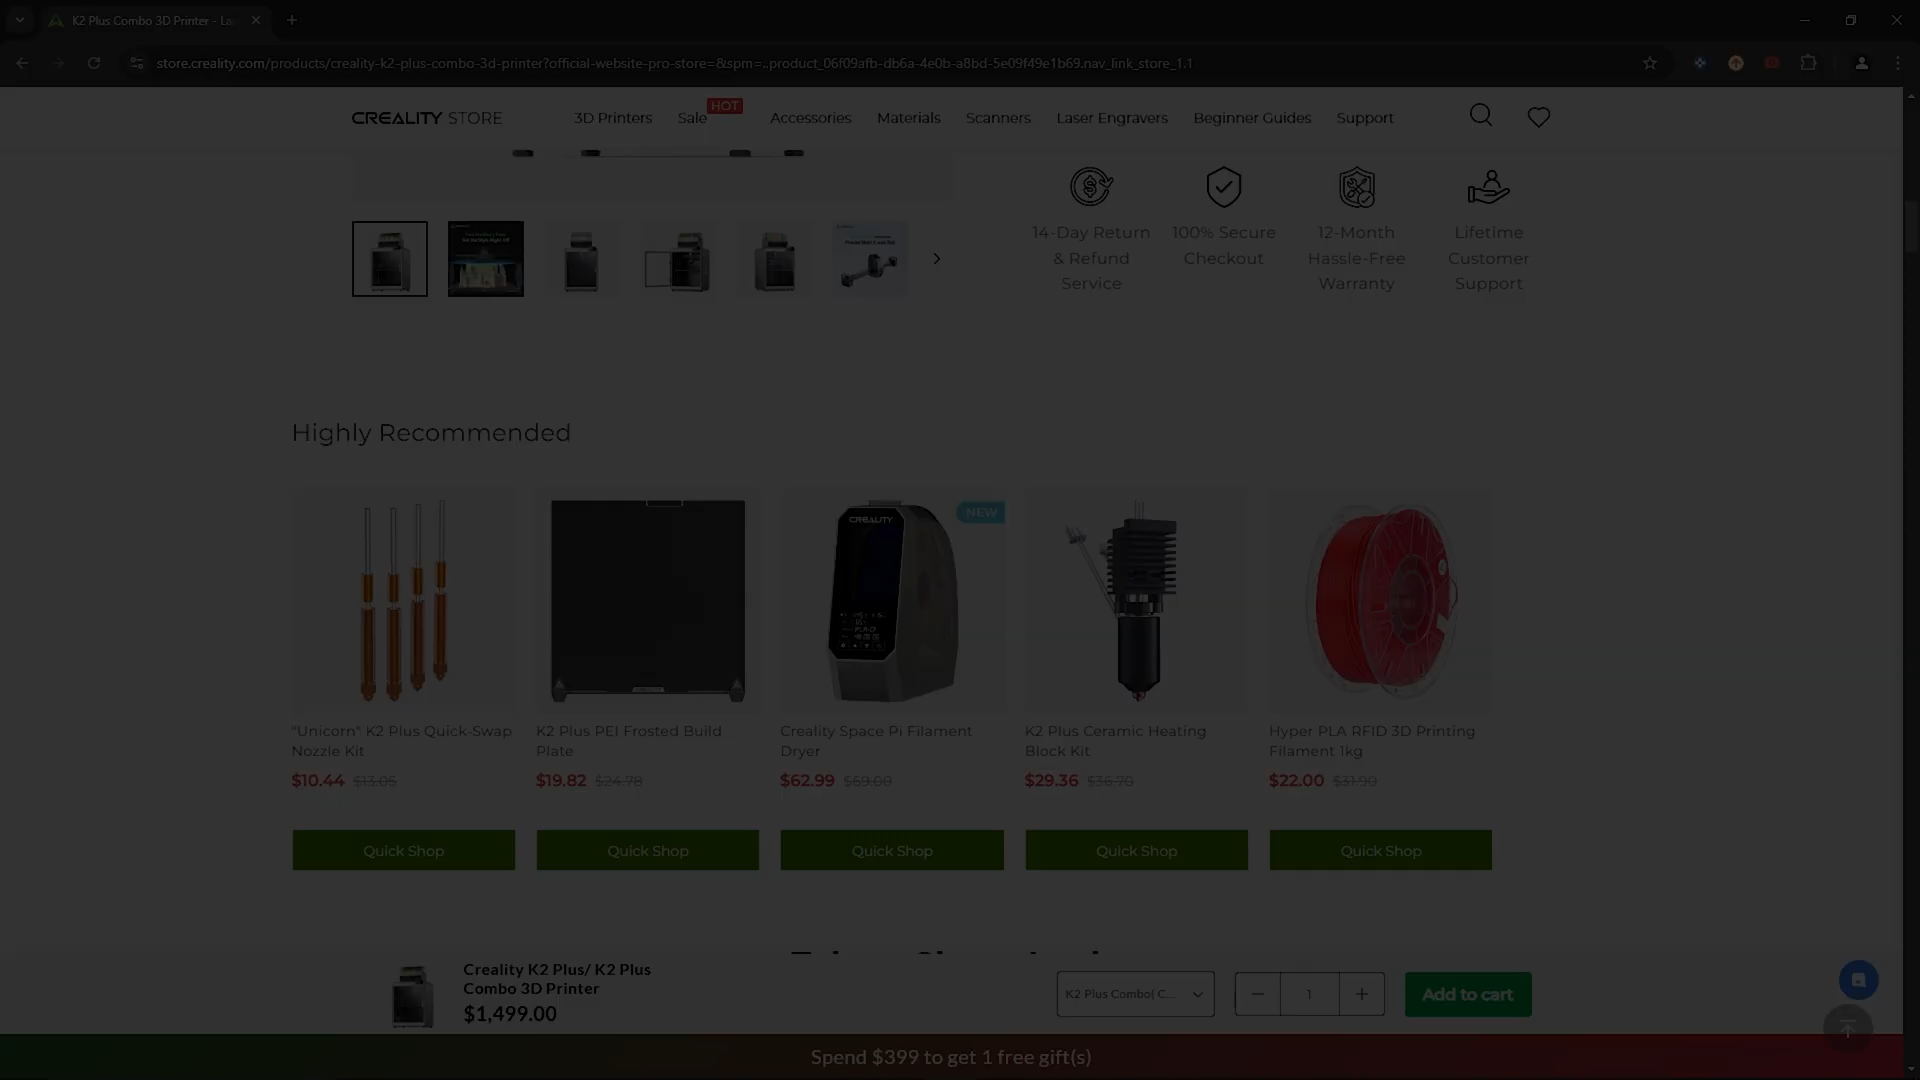 K2 Plus Combo 3D Printer - La
store.creality.com/products/creality-k2-plus-combo-3d-printer?official-website-pro-store=&spm=..product_06f09afb-db6a-4e0b-a8bd-5e09f49e1b69.nav_link_store_1.1
CREALITY STORE
3D Printers
Sale
HOT
Accessories
Materials
Scanners
Laser Engravers
Beginner Guides
Support
14-Day Return
& Refund
Service
100% Secure
Checkout
12-Month
Hassle-Free
Warranty
Lifetime
Customer
Support
Highly Recommended
CREALITY
NEW
"Unicorn" K2 Plus Quick-Swap
Nozzle Kit
$10.44 $13.05
Quick Shop
K2 Plus PEI Frosted Build
Plate
$19.82 $24.78
Quick Shop
Creality Space Pi Filament
Dryer
$62.99 $69.00
Quick Shop
K2 Plus Ceramic Heating
Block Kit
$29.36 $36.70
Quick Shop
Hyper PLA RFID 3D Printing
Filament 1kg
$22.00 $31.90
Quick Shop
Creality K2 Plus/ K2 Plus
Combo 3D Printer
$1,499.00
K2 Plus Combo( C...
1
Add to cart
Spend $399 to get 1 free gift(s)